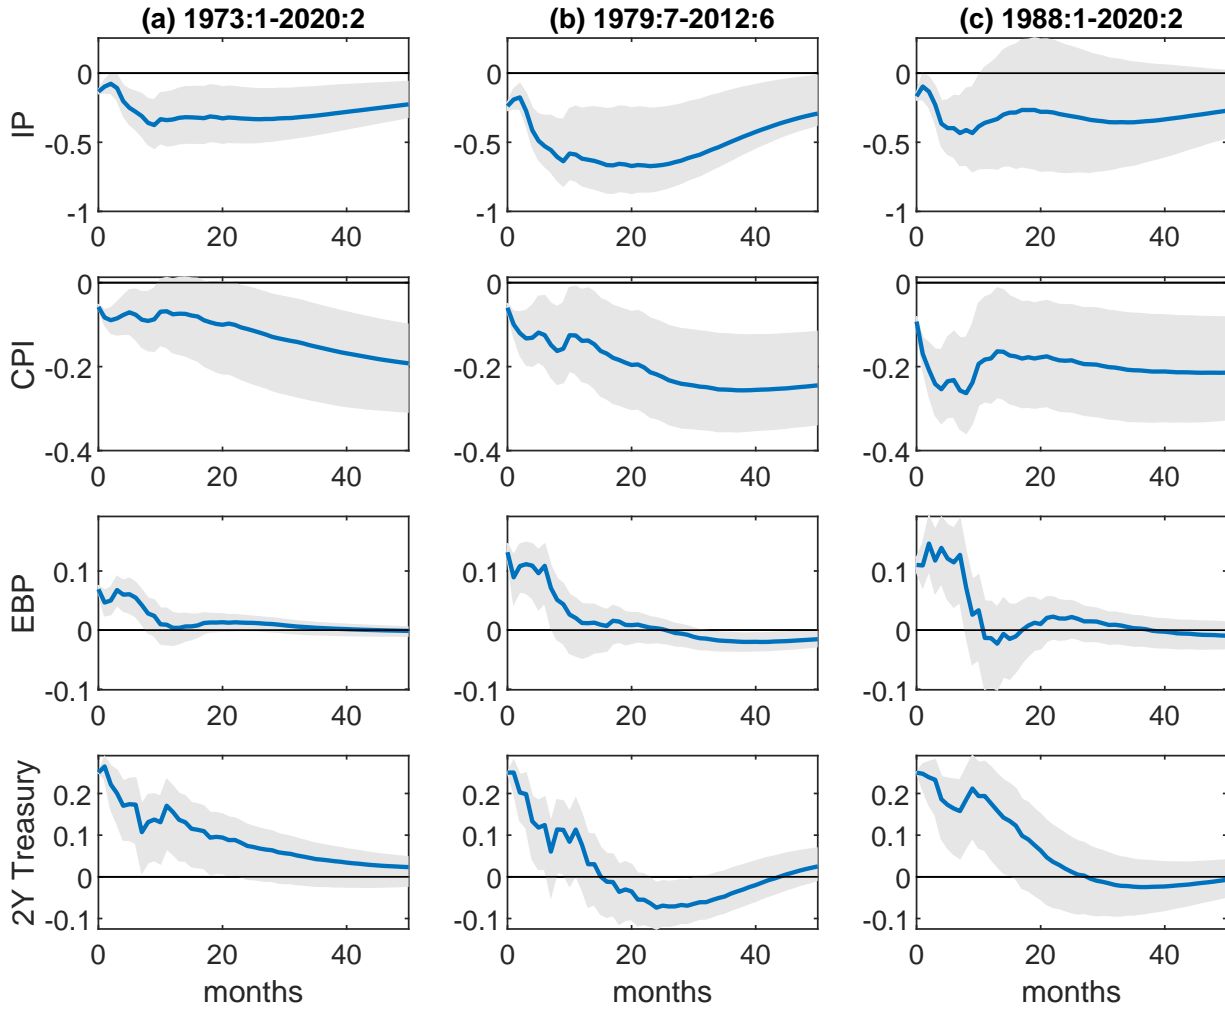 (a) 1973:1-2020:2 (b) 1979:7-2012:6 (c) 1988:1-2020:2
IP
0 0 0
-0.5 -0.5 -0.5
-1 -1 -1
0 20 40 0 20 40 0 20 40
CPI
0 0 0
-0.2 -0.2 -0.2
-0.4 -0.4 -0.4
0 20 40 0 20 40 0 20 40
EBP
0.1 0.1 0.1
0 0 0
-0.1 -0.1 -0.1
0 20 40 0 20 40 0 20 40
2Y Treasury
0.2 0.2 0.2
0.1 0.1 0.1
0 0 0
-0.1 -0.1 -0.1
0 20 40 0 20 40 0 20 40
months months months